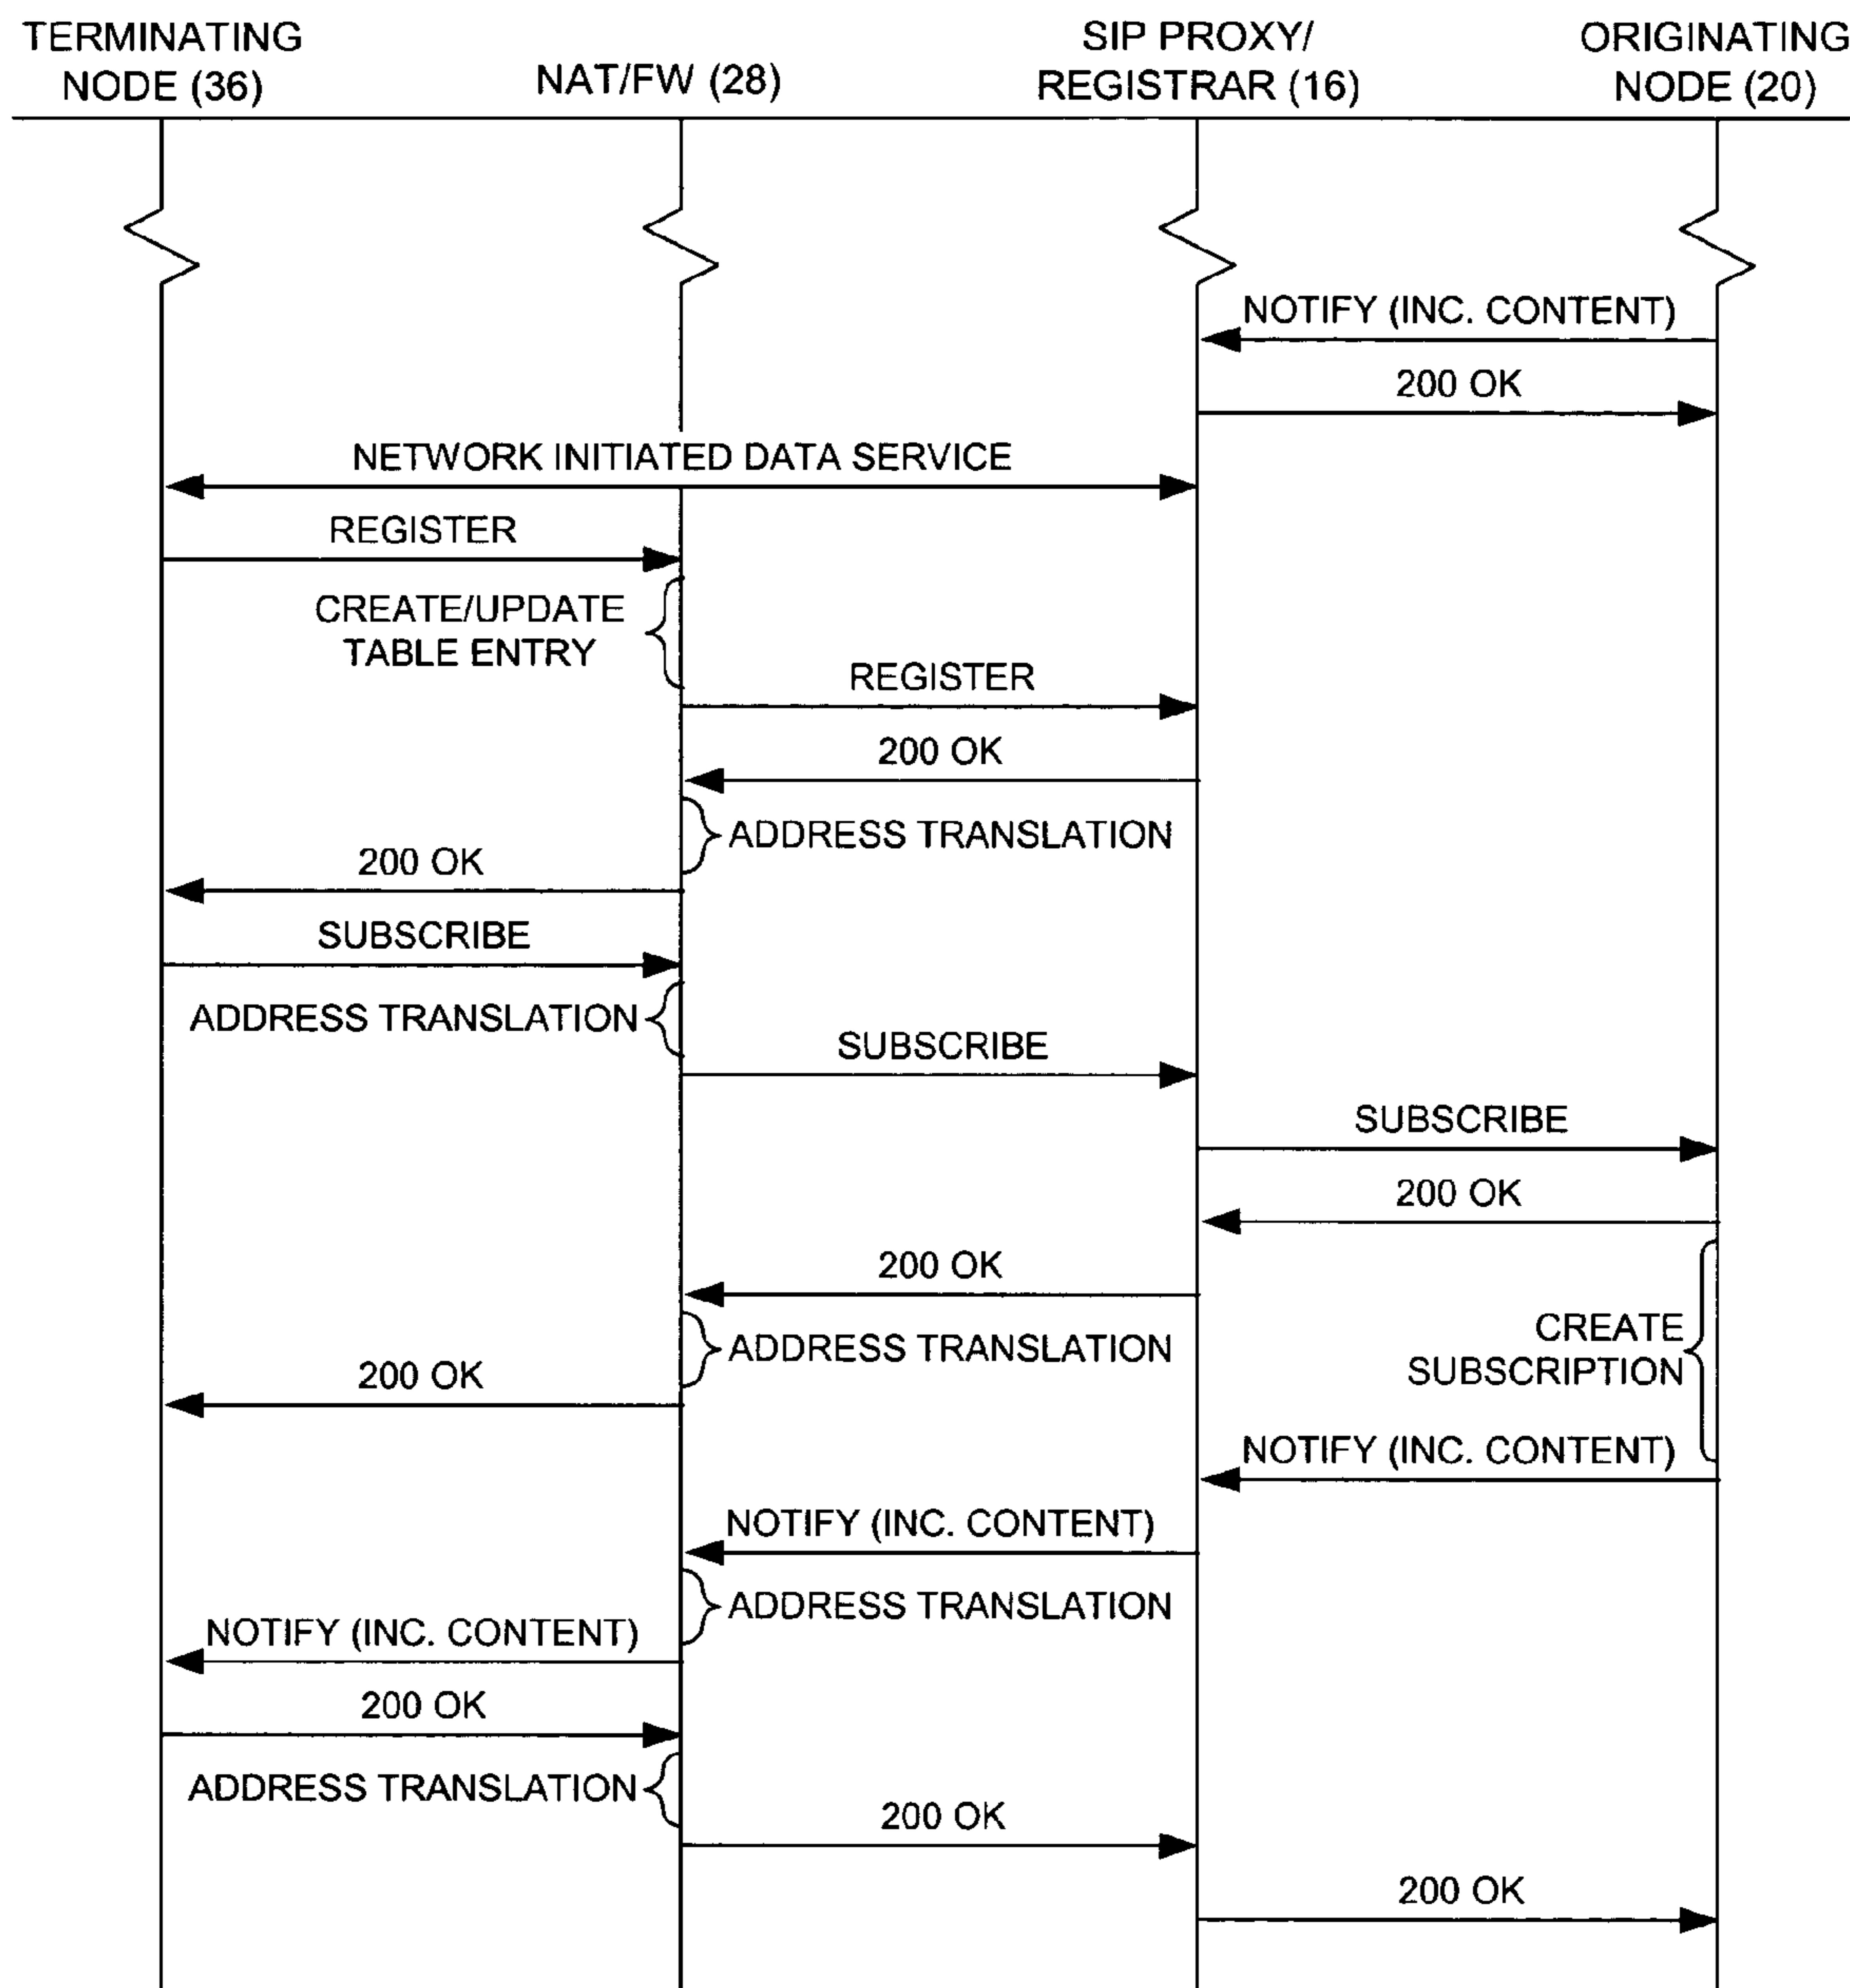 TERMINATING
NODE (36)
NAT/FW (28)
SIP PROXY/
REGISTRAR (16)
ORIGINATING
NODE (20)
NOTIFY (INC. CONTENT)
200 OK
NETWORK INITIATED DATA SERVICE
REGISTER
CREATE/UPDATE
TABLE ENTRY
REGISTER
200 OK
ADDRESS TRANSLATION
200 OK
SUBSCRIBE
ADDRESS TRANSLATION
SUBSCRIBE
SUBSCRIBE
200 OK
200 OK
CREATE
SUBSCRIPTION
ADDRESS TRANSLATION
200 OK
NOTIFY (INC. CONTENT)
NOTIFY (INC. CONTENT)
ADDRESS TRANSLATION
NOTIFY (INC. CONTENT)
200 OK
ADDRESS TRANSLATION
200 OK
200 OK